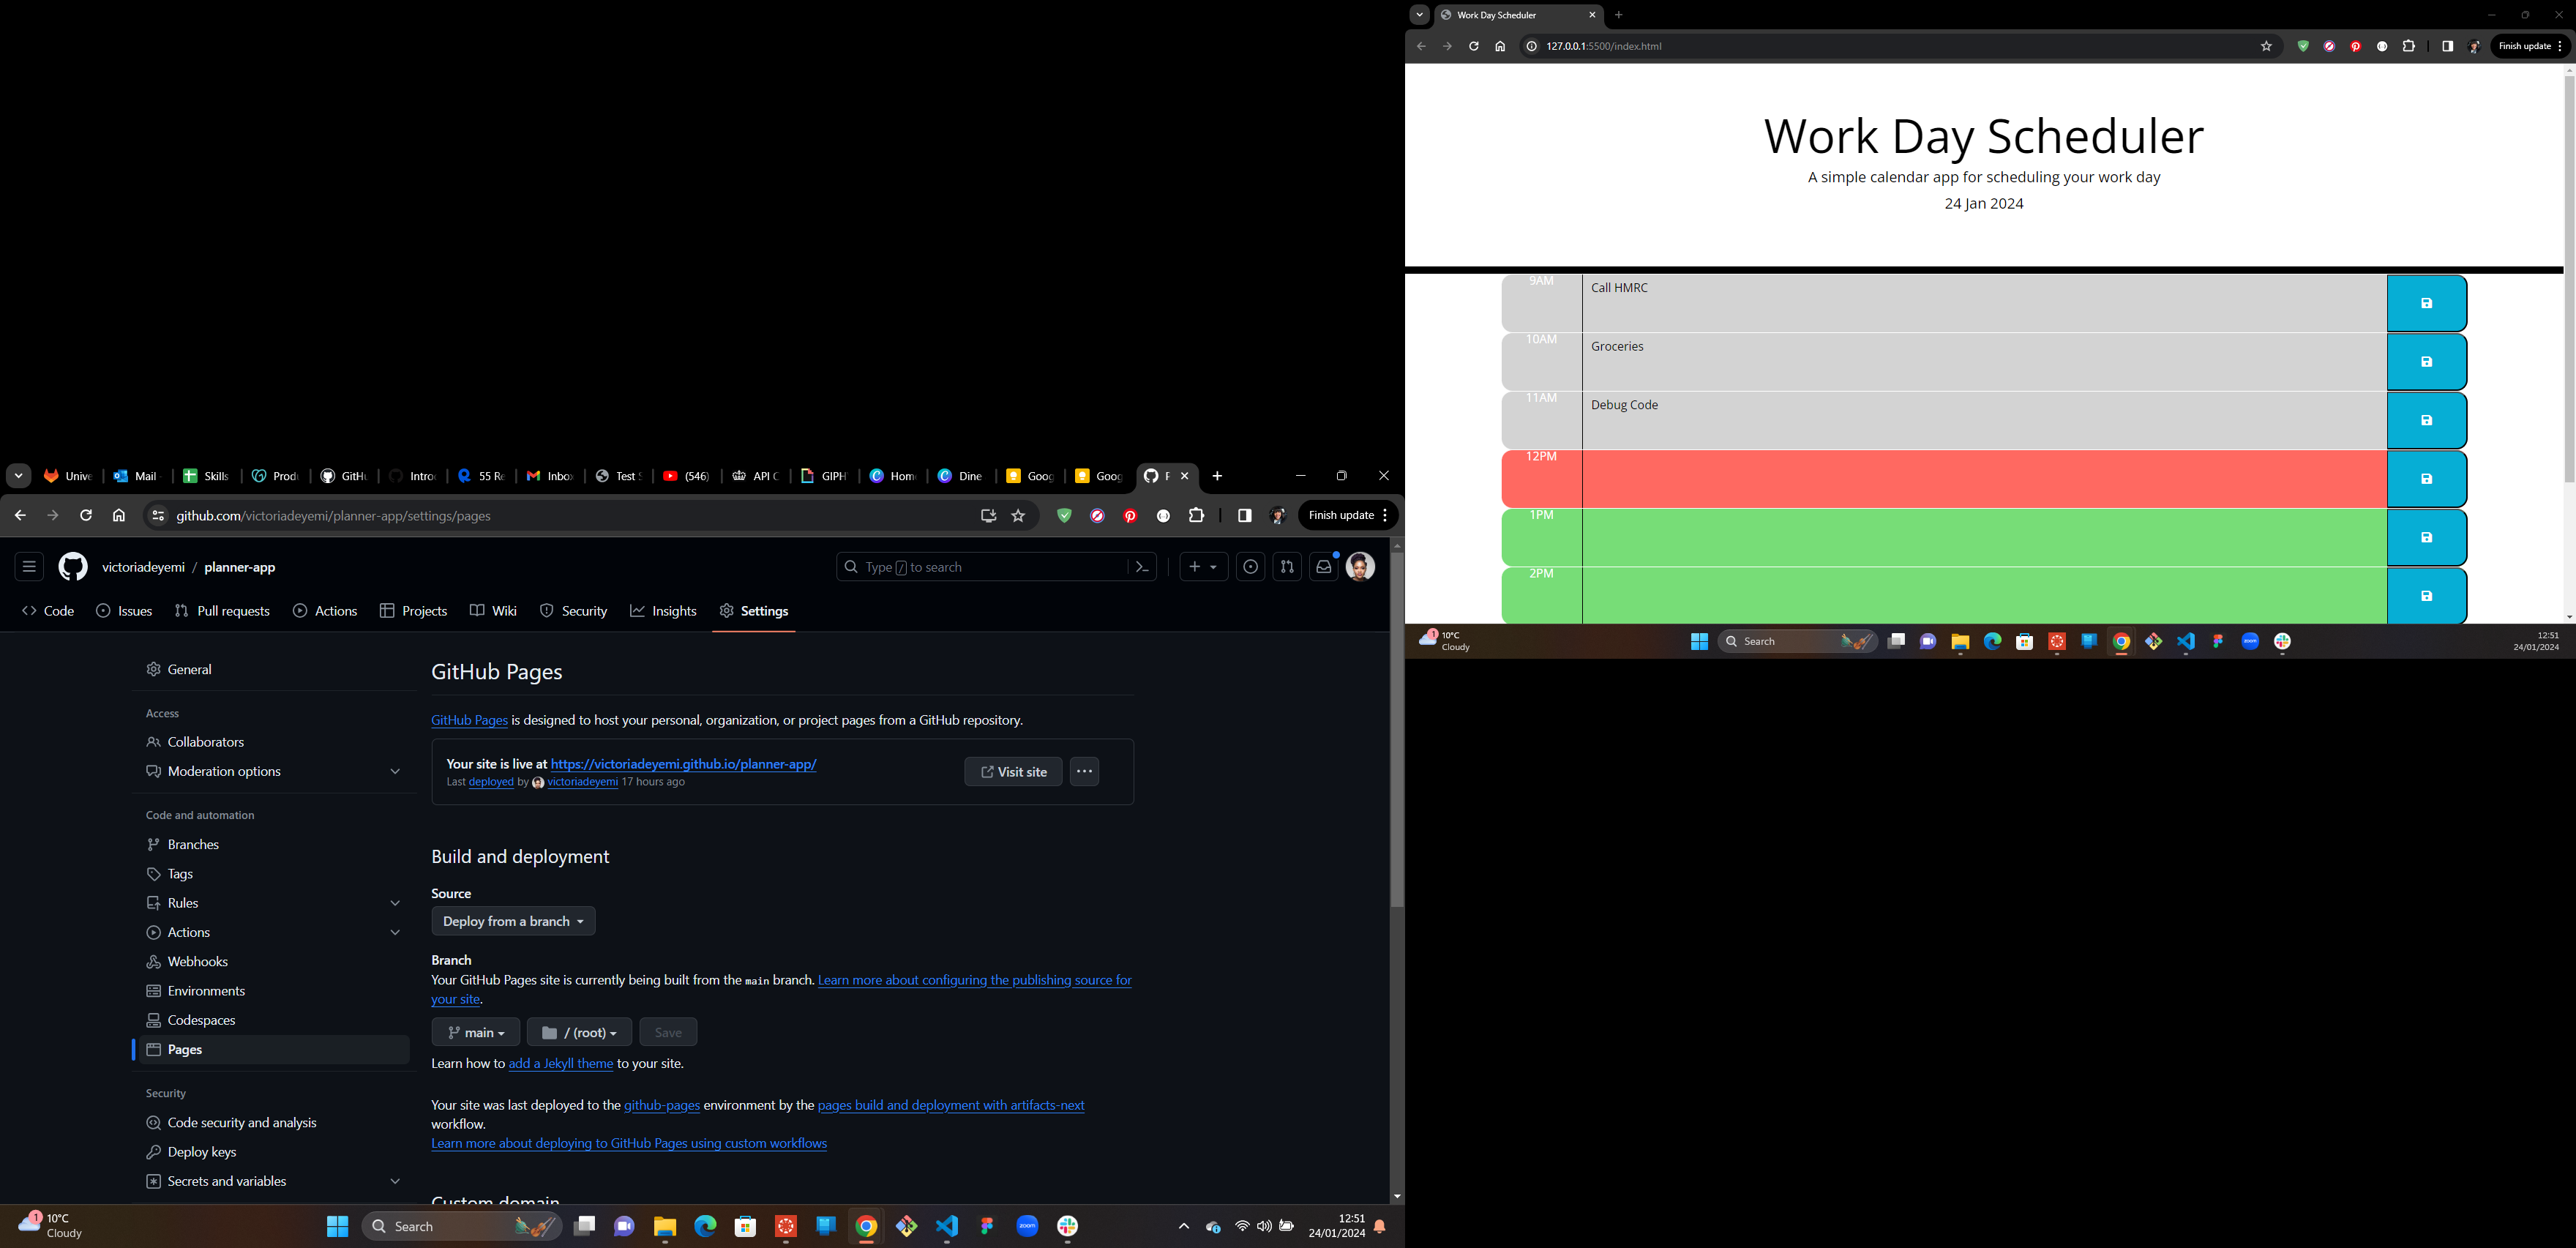 Unive
Mail
Skills
Produ
GitHu
Introd
55 Re
Inbox
Test S
(546)
API C
GIPH
Home
Dine
Goog
Goog
github.com/victoriadeyemi/planner-app/settings/pages
Finish update
victoriadeyemi / planner-app
Type / to search
Code
Issues
Pull requests
Actions
Projects
Wiki
Security
Insights
Settings
General
Access
Collaborators
Moderation options
Code and automation
Branches
Tags
Rules
Actions
Webhooks
Environments
Codespaces
Pages
Security
Code security and analysis
Deploy keys
Secrets and variables
GitHub Pages
GitHub Pages is designed to host your personal, organization, or project pages from a GitHub repository.
Your site is live at https://victoriadeyemi.github.io/planner-app/
Last deployed by victoriadeyemi 17 hours ago
Visit site
Build and deployment
Source
Deploy from a branch
Branch
Your GitHub Pages site is currently being built from the main branch. Learn more about configuring the publishing source for
your site.
main
/ (root)
Save
Learn how to add a Jekyll theme to your site.
Your site was last deployed to the github-pages environment by the pages build and deployment with artifacts-next
workflow.
Learn more about deploying to GitHub Pages using custom workflows
Custom domain
1
10°C
Cloudy
Search
zoom
12:51
24/01/2024
Work Day Scheduler
127.0.0.1:5500/index.html
Finish update
Work Day Scheduler
A simple calendar app for scheduling your work day
24 Jan 2024
9AM
Call HMRC
10AM
Groceries
11AM
Debug Code
12PM
1PM
2PM
1
10°C
Cloudy
Search
zoom
12:51
24/01/2024